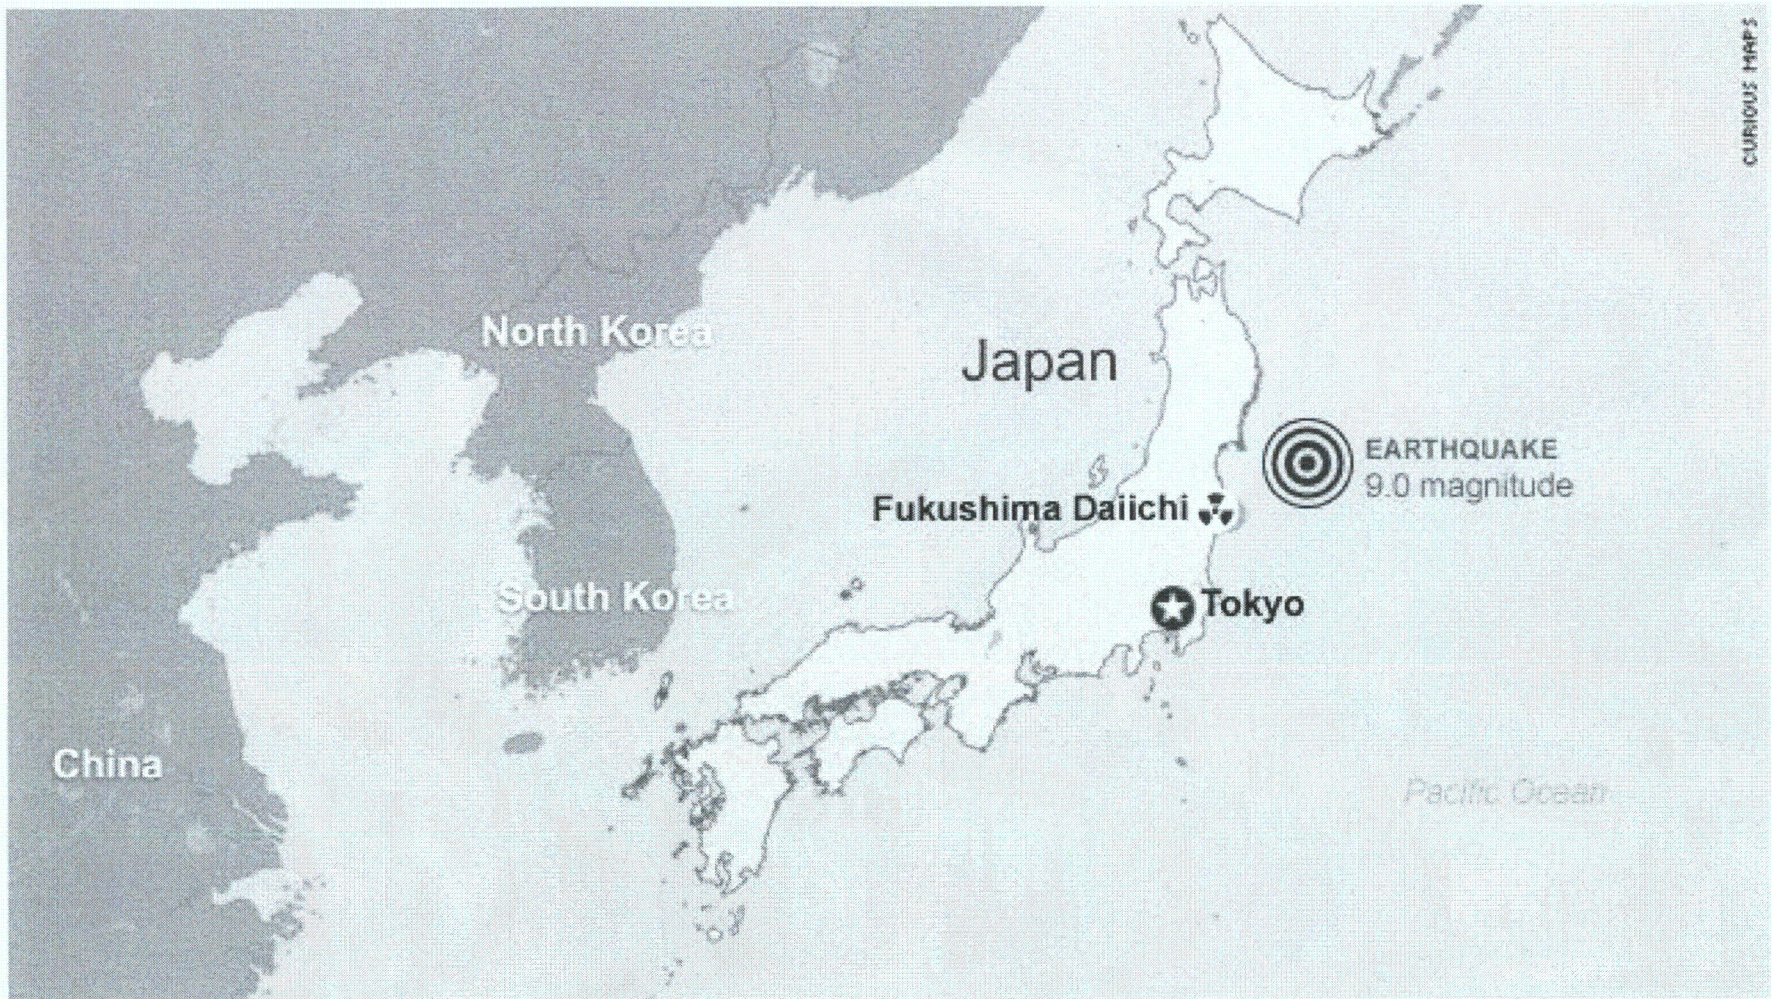 CURIOUS MAPS
North Korea
Japan
EARTHQUAKE
9.0 magnitude
Fukushima Daiichi
South Korea
Tokyo
China
Pacific Ocean